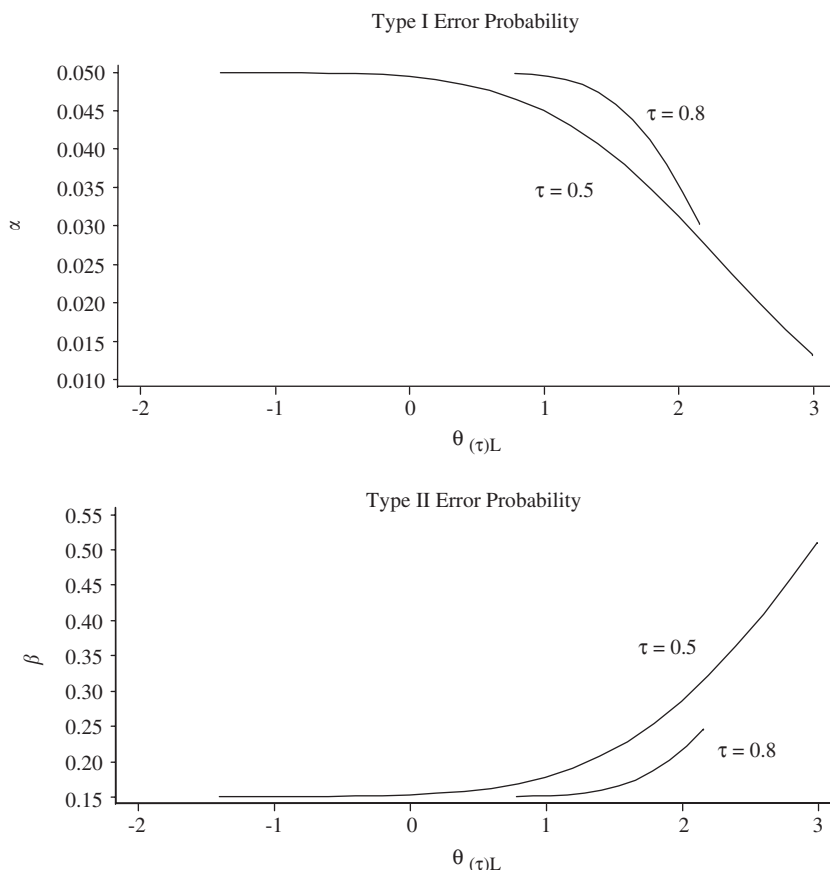 Type I Error Probability
0.050
0.045
0.040
0.035
0.030
0.025
0.020
0.015
0.010
α
τ = 0.8
τ = 0.5
-2 -1 0 1 2 3
θ (τ)L
Type II Error Probability
0.55
0.50
0.45
0.40
0.35
0.30
0.25
0.20
0.15
β
τ = 0.5
τ = 0.8
-2 -1 0 1 2 3
θ (τ)L